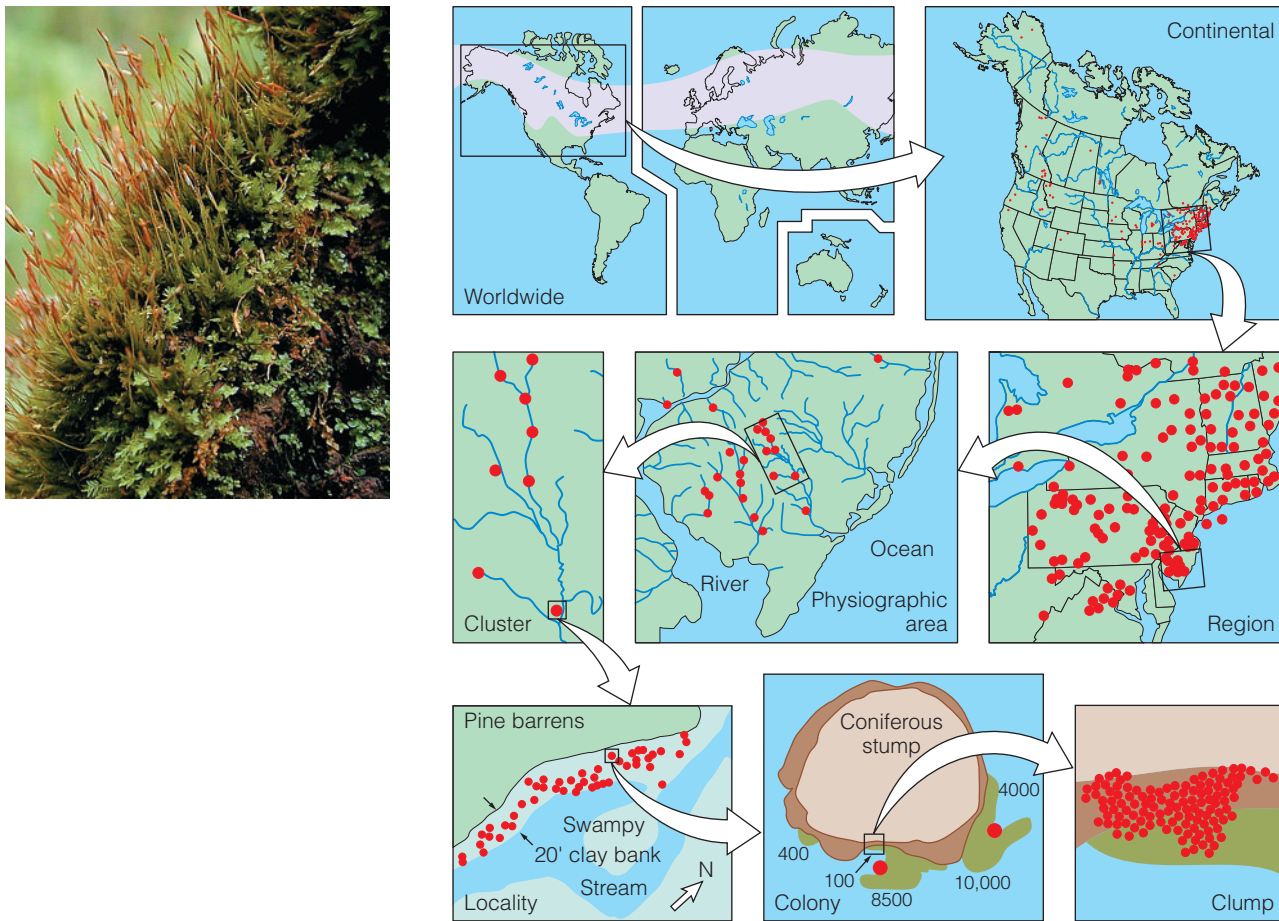 Worldwide
Continental
Cluster
River
Ocean
Physiographic
area
Region
Pine barrens
Swampy
20' clay bank
Stream
N
Locality
Coniferous
stump
4000
400
100
8500
10,000
Colony
Clump